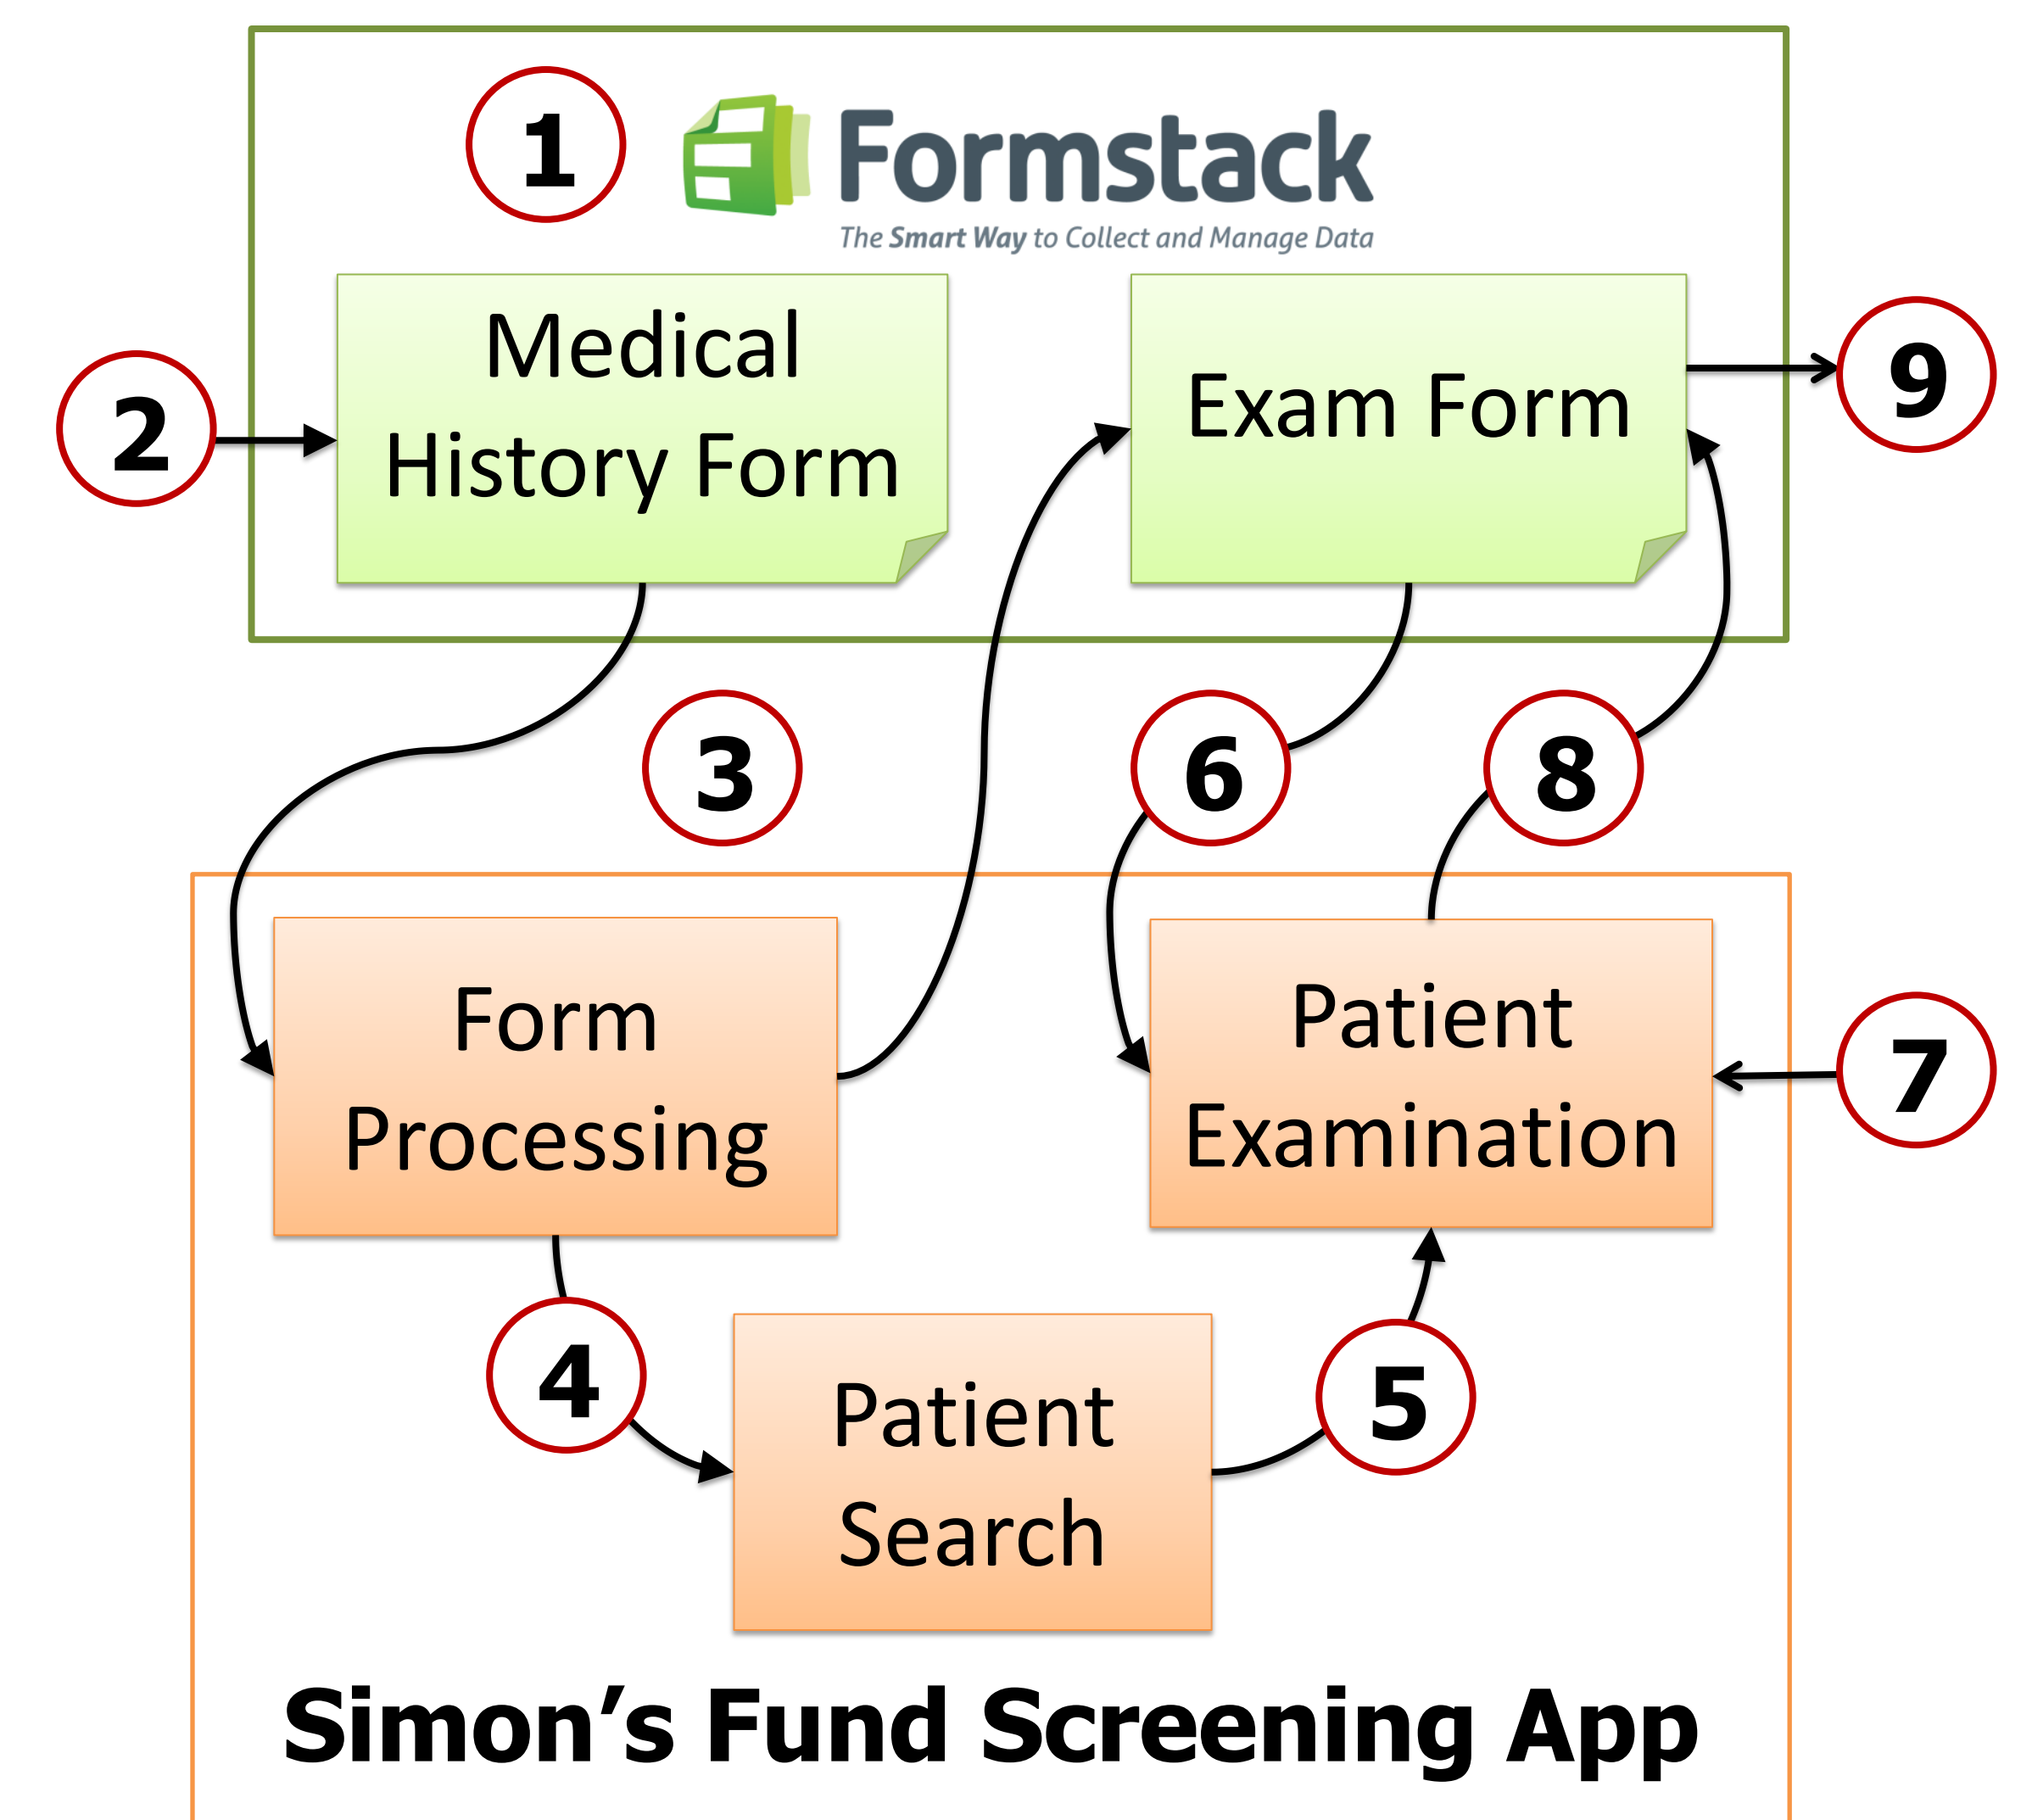 1
Formstack
The Smart Way to Collect and Manage Data
2
Medical
History Form
Exam Form
9
3
6
8
Form
Processing
Patient
Examination
7
4
Patient
Search
5
Simon’s Fund Screening App